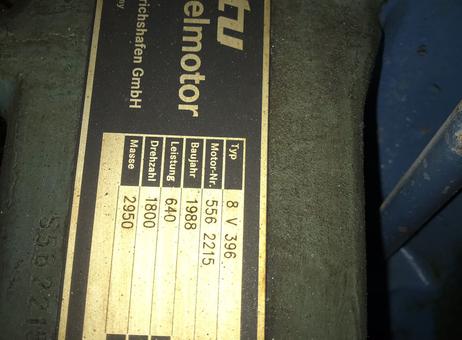 tu
elmotor
richshafen GmbH
Typ 8 V 396
Motor-Nr. 556 2215
Baujahr 1988
Leistung 640
Drehzahl 1800
Masse 2950